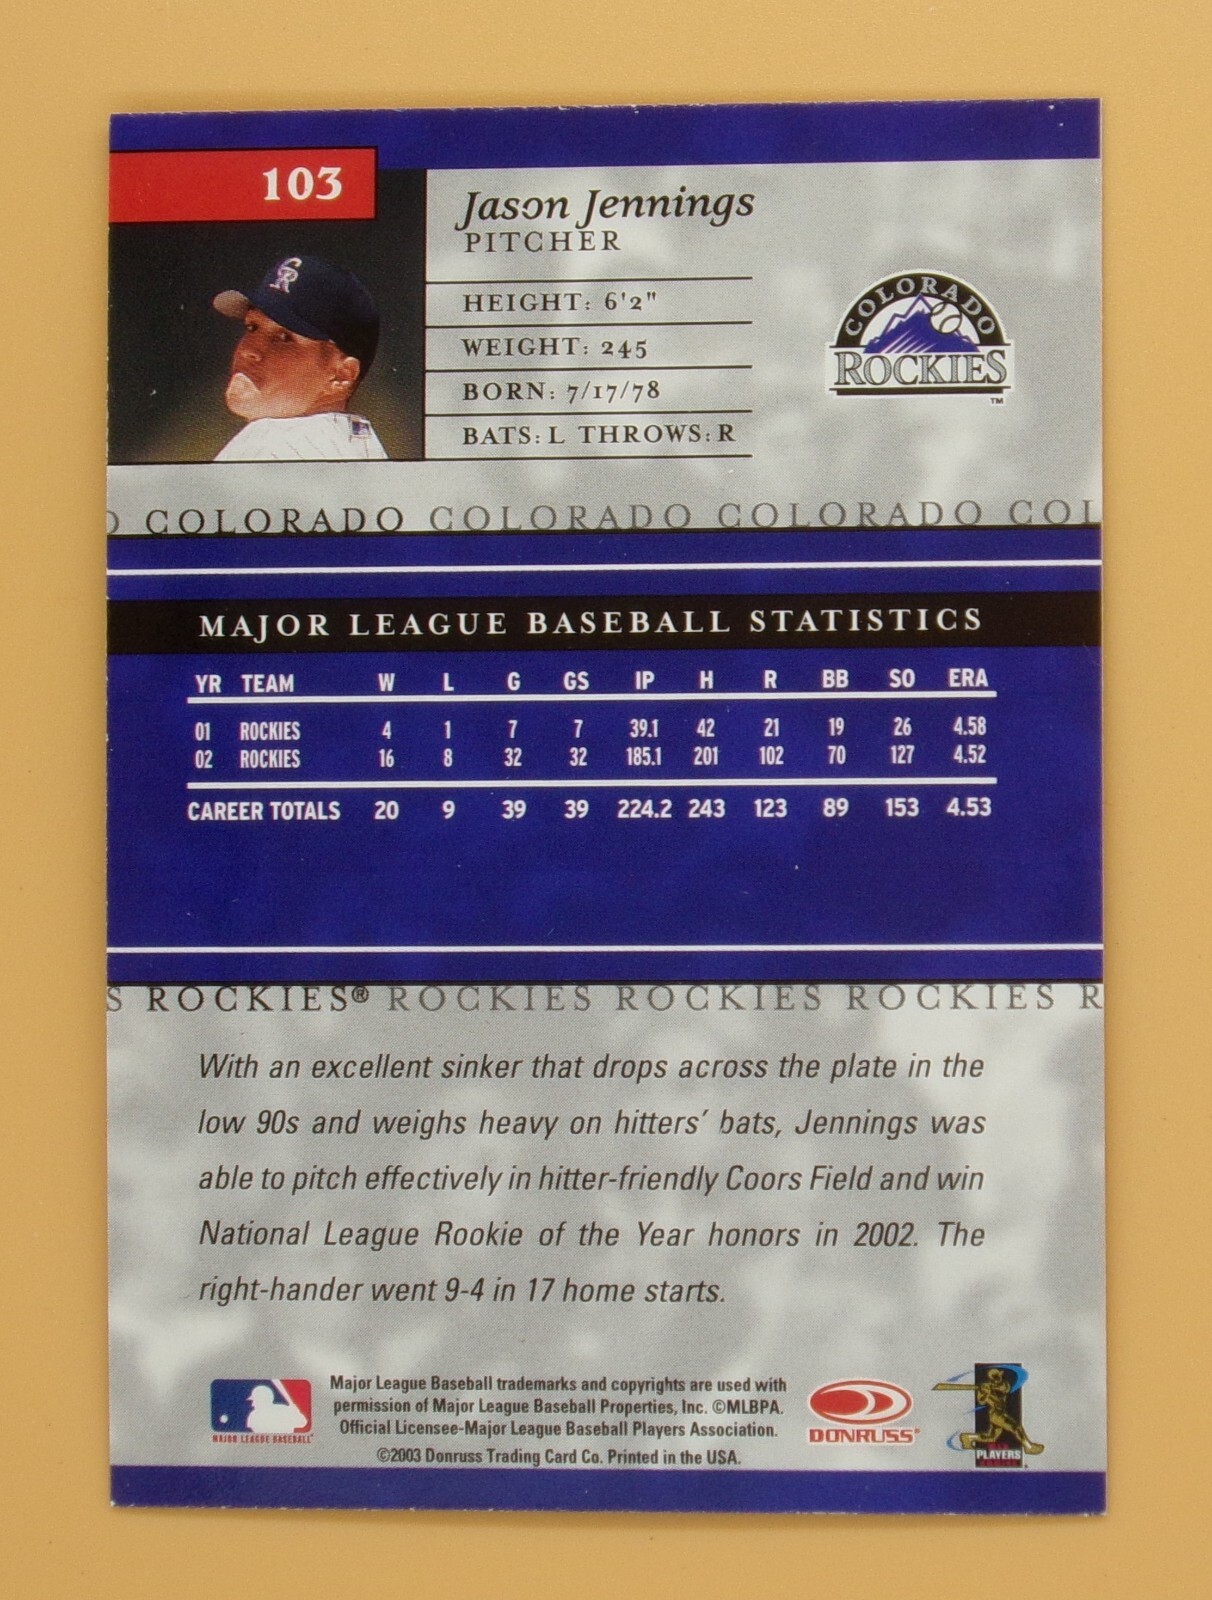 103
Jason Jennings
PITCHER
HEIGHT: 6'2"
WEIGHT: 245
BORN: 7/17/78
BATS: L THROWS: R
COLORADO
ROCKIES
TM
O COLORADO COLORADO COLORADO COL
MAJOR LEAGUE BASEBALL STATISTICS
YR TEAM W L G GS IP H R BB SO ERA
01 ROCKIES 4 1 7 7 39.1 42 21 19 26 4.58
02 ROCKIES 16 8 32 32 185.1 201 102 70 127 4.52
CAREER TOTALS 20 9 39 39 224.2 243 123 89 153 4.53
S ROCKIES® ROCKIES ROCKIES ROCKIES R
With an excellent sinker that drops across the plate in the
low 90s and weighs heavy on hitters' bats, Jennings was
able to pitch effectively in hitter-friendly Coors Field and win
National League Rookie of the Year honors in 2002. The
right-hander went 9-4 in 17 home starts.
MAJOR LEAGUE BASEBALL
Major League Baseball trademarks and copyrights are used with
permission of Major League Baseball Properties, Inc. ©MLBPA.
Official Licensee-Major League Baseball Players Association.
©2003 Donruss Trading Card Co. Printed in the USA.
DONRUSS®
PLAYERS